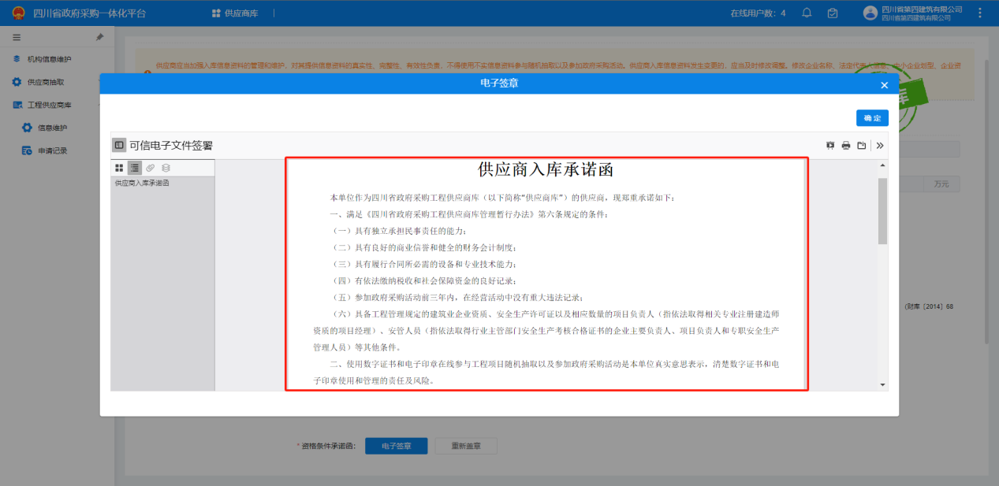 四川省政府采购一体化平台
供应商库
在线用户数：4
四川省第四建筑有限公司
四川省第四建筑有限公司
机构信息维护
供应商抽取
工程供应商库
信息维护
申请记录
供应商应当加强入库信息资料的管理和维护，对其提供信息资料的真实性、完整性、有效性负责，不得使用不实信息资料参与随机抽取以及参加政府采购活动。供应商入库信息资料发生变更的，应当及时修改调整。修改企业名称、法定代表人信息、中小企业划型、企业资
库
电子签章
确定
可信电子文件签署
供应商入库承诺函
供应商入库承诺函
本单位作为四川省政府采购工程供应商库（以下简称“供应商库”）的供应商，现郑重承诺如下：
一、满足《四川省政府采购工程供应商库管理暂行办法》第六条规定的条件：
（一）具有独立承担民事责任的能力；
（二）具有良好的商业信誉和健全的财务会计制度；
（三）具有履行合同所必需的设备和专业技术能力；
（四）有依法缴纳税收和社会保障资金的良好记录；
（五）参加政府采购活动前三年内，在经营活动中没有重大违法记录；
（六）具备工程管理规定的建筑业企业资质、安全生产许可证以及相应数量的项目负责人（指依法取得相关专业注册建造师
资质的项目经理）、安管人员（指依法取得行业主管部门安全生产考核合格证书的企业主要负责人、项目负责人和专职安全生产
管理人员）等其他条件。
二、使用数字证书和电子印章在线参与工程项目随机抽取以及参加政府采购活动是本单位真实意思表示，清楚数字证书和电
子印章使用和管理的责任及风险。
万元
(财库［2014］68
*资格条件承诺函：
电子签章
重新盖章